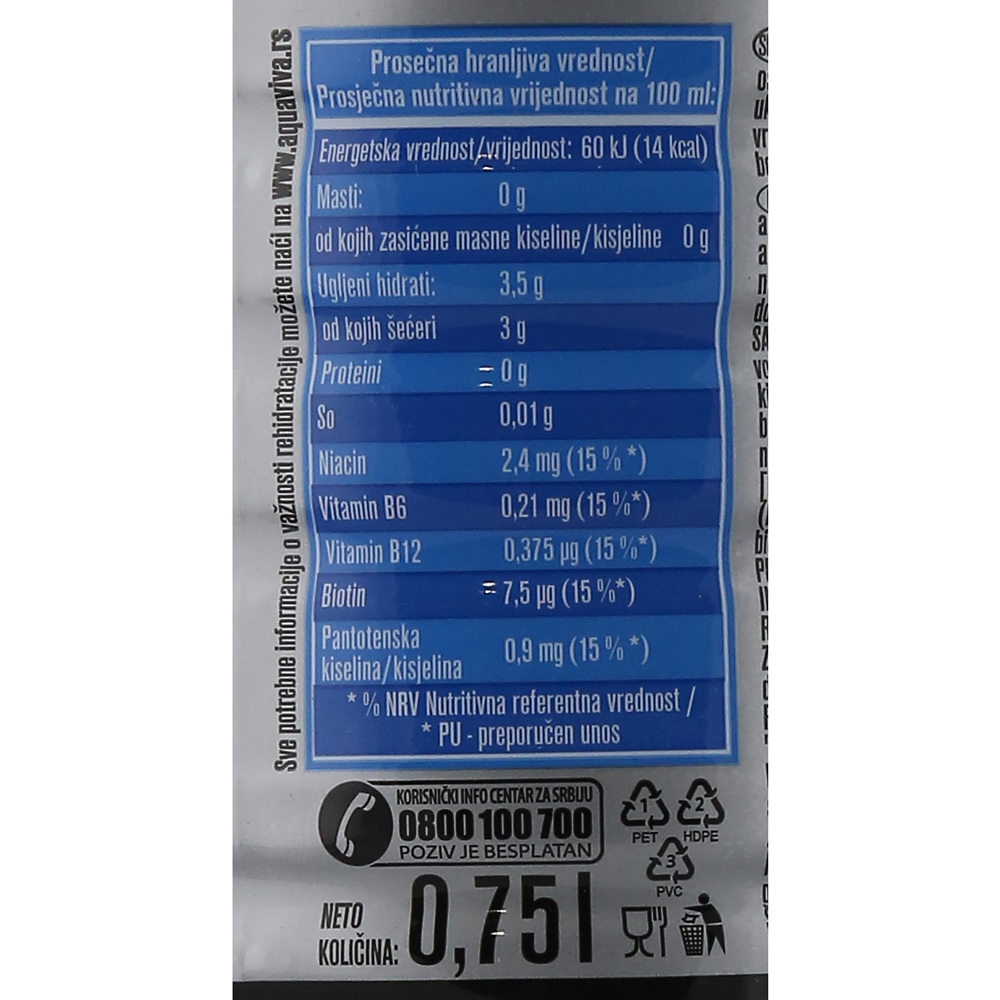 Sve potrebne informacije o važnosti rehidratacije možete naći na www.aquaviva.rs
Prosečna hranljiva vrednost/
Prosječna nutritivna vrijednost na 100 ml:
Energetska vrednost/vrijednost: 60 kJ (14 kcal)
Masti: 0 g
od kojih zasićene masne kiseline/kisjeline 0 g
Ugljeni hidrati: 3,5 g
od kojih šećeri 3 g
Proteini 0 g
So 0,01 g
Niacin 2,4 mg (15 %*)
Vitamin B6 0,21 mg (15 %*)
Vitamin B12 0,375 µg (15 %*)
Biotin 7,5 µg (15 %*)
Pantotenska
kiselina/kisjelina 0,9 mg (15 %*)
* % NRV Nutritivna referentna vrednost /
* PU - preporučen unos
KORISNIČKI INFO CENTAR ZA SRBIJU
0800 100 700
POZIV JE BESPLATAN
1
PET
2
HDPE
3
PVC
NETO
KOLIČINA: 0,75 l